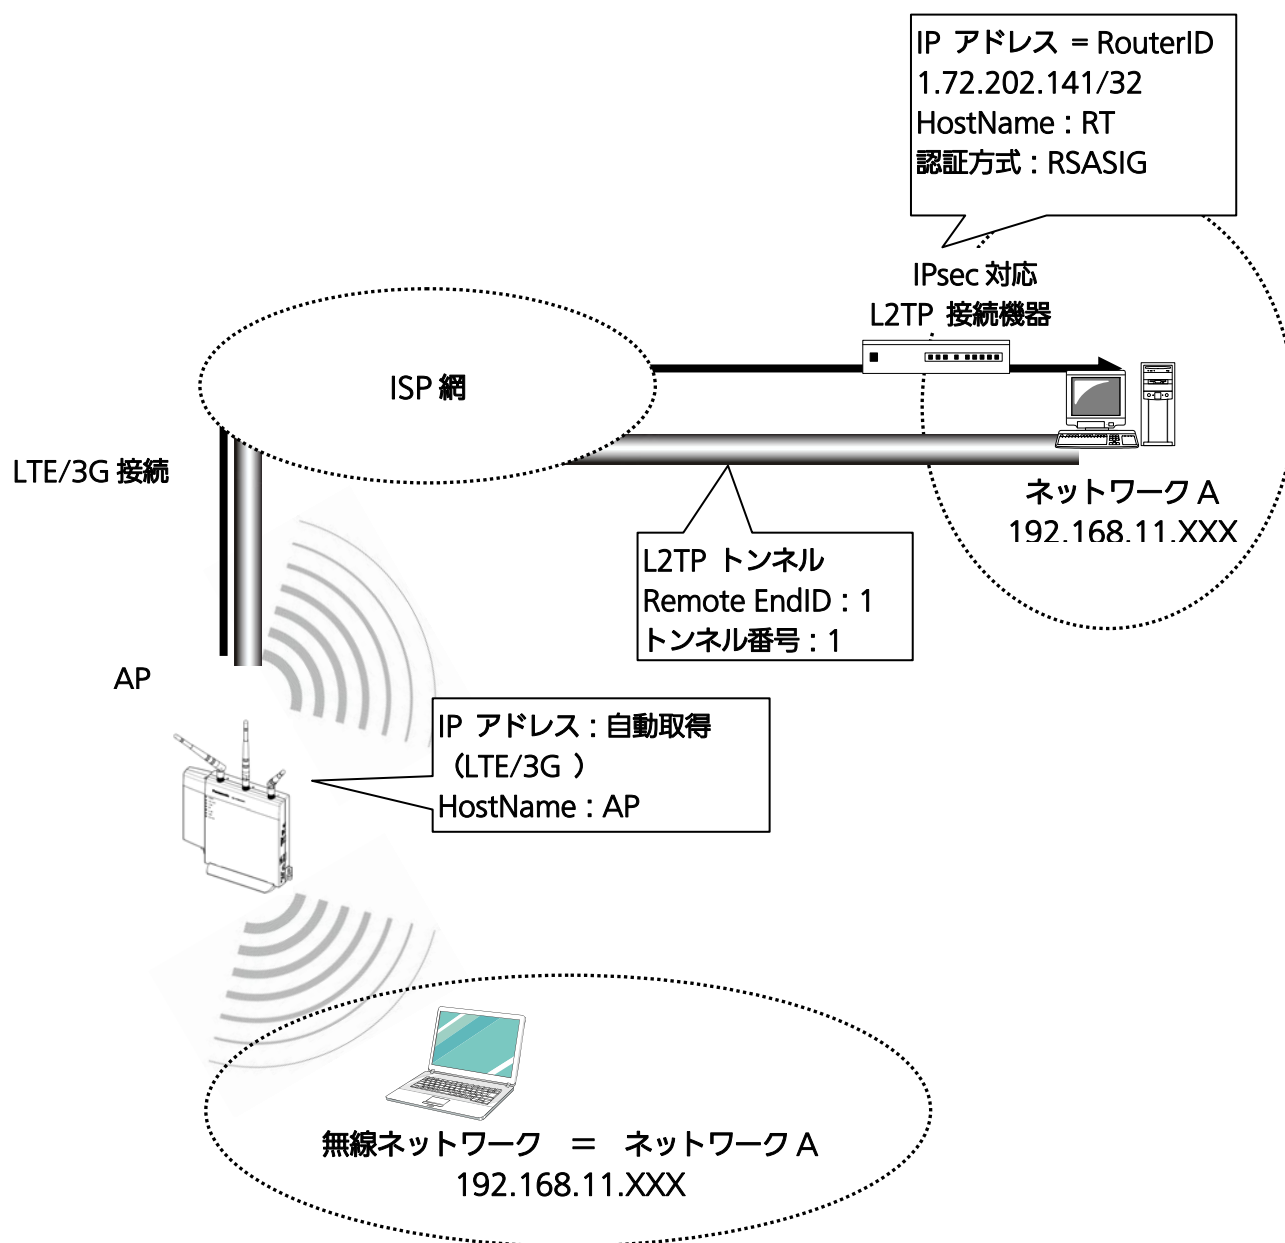 IP アドレス = RouterID
1.72.202.141/32
HostName : RT
認証方式 : RSASIG
IPsec 対応
L2TP 接続機器
ISP 網
LTE/3G 接続
ネットワーク A
192.168.11.XXX
L2TP トンネル
Remote EndID : 1
トンネル番号 : 1
AP
IP アドレス : 自動取得
（LTE/3G ）
HostName : AP
無線ネットワーク ＝ ネットワーク A
192.168.11.XXX